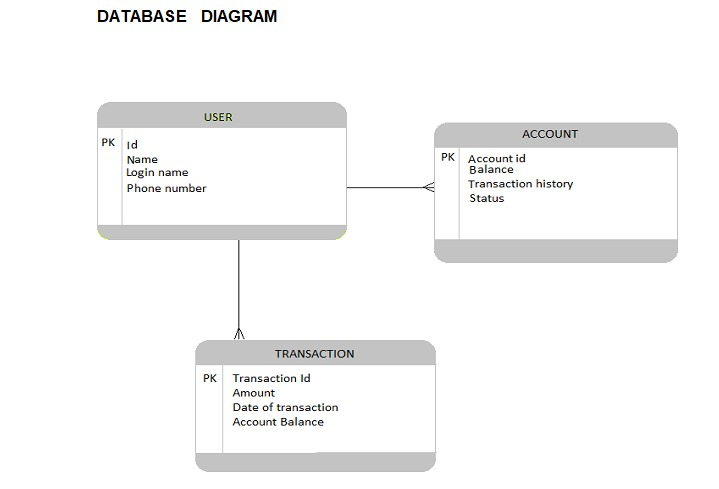 DATABASE DIAGRAM
USER
PK Id
Name
Login name
Phone number
ACCOUNT
PK Account id
Balance
Transaction history
Status
TRANSACTION
PK Transaction Id
Amount
Date of transaction
Account Balance